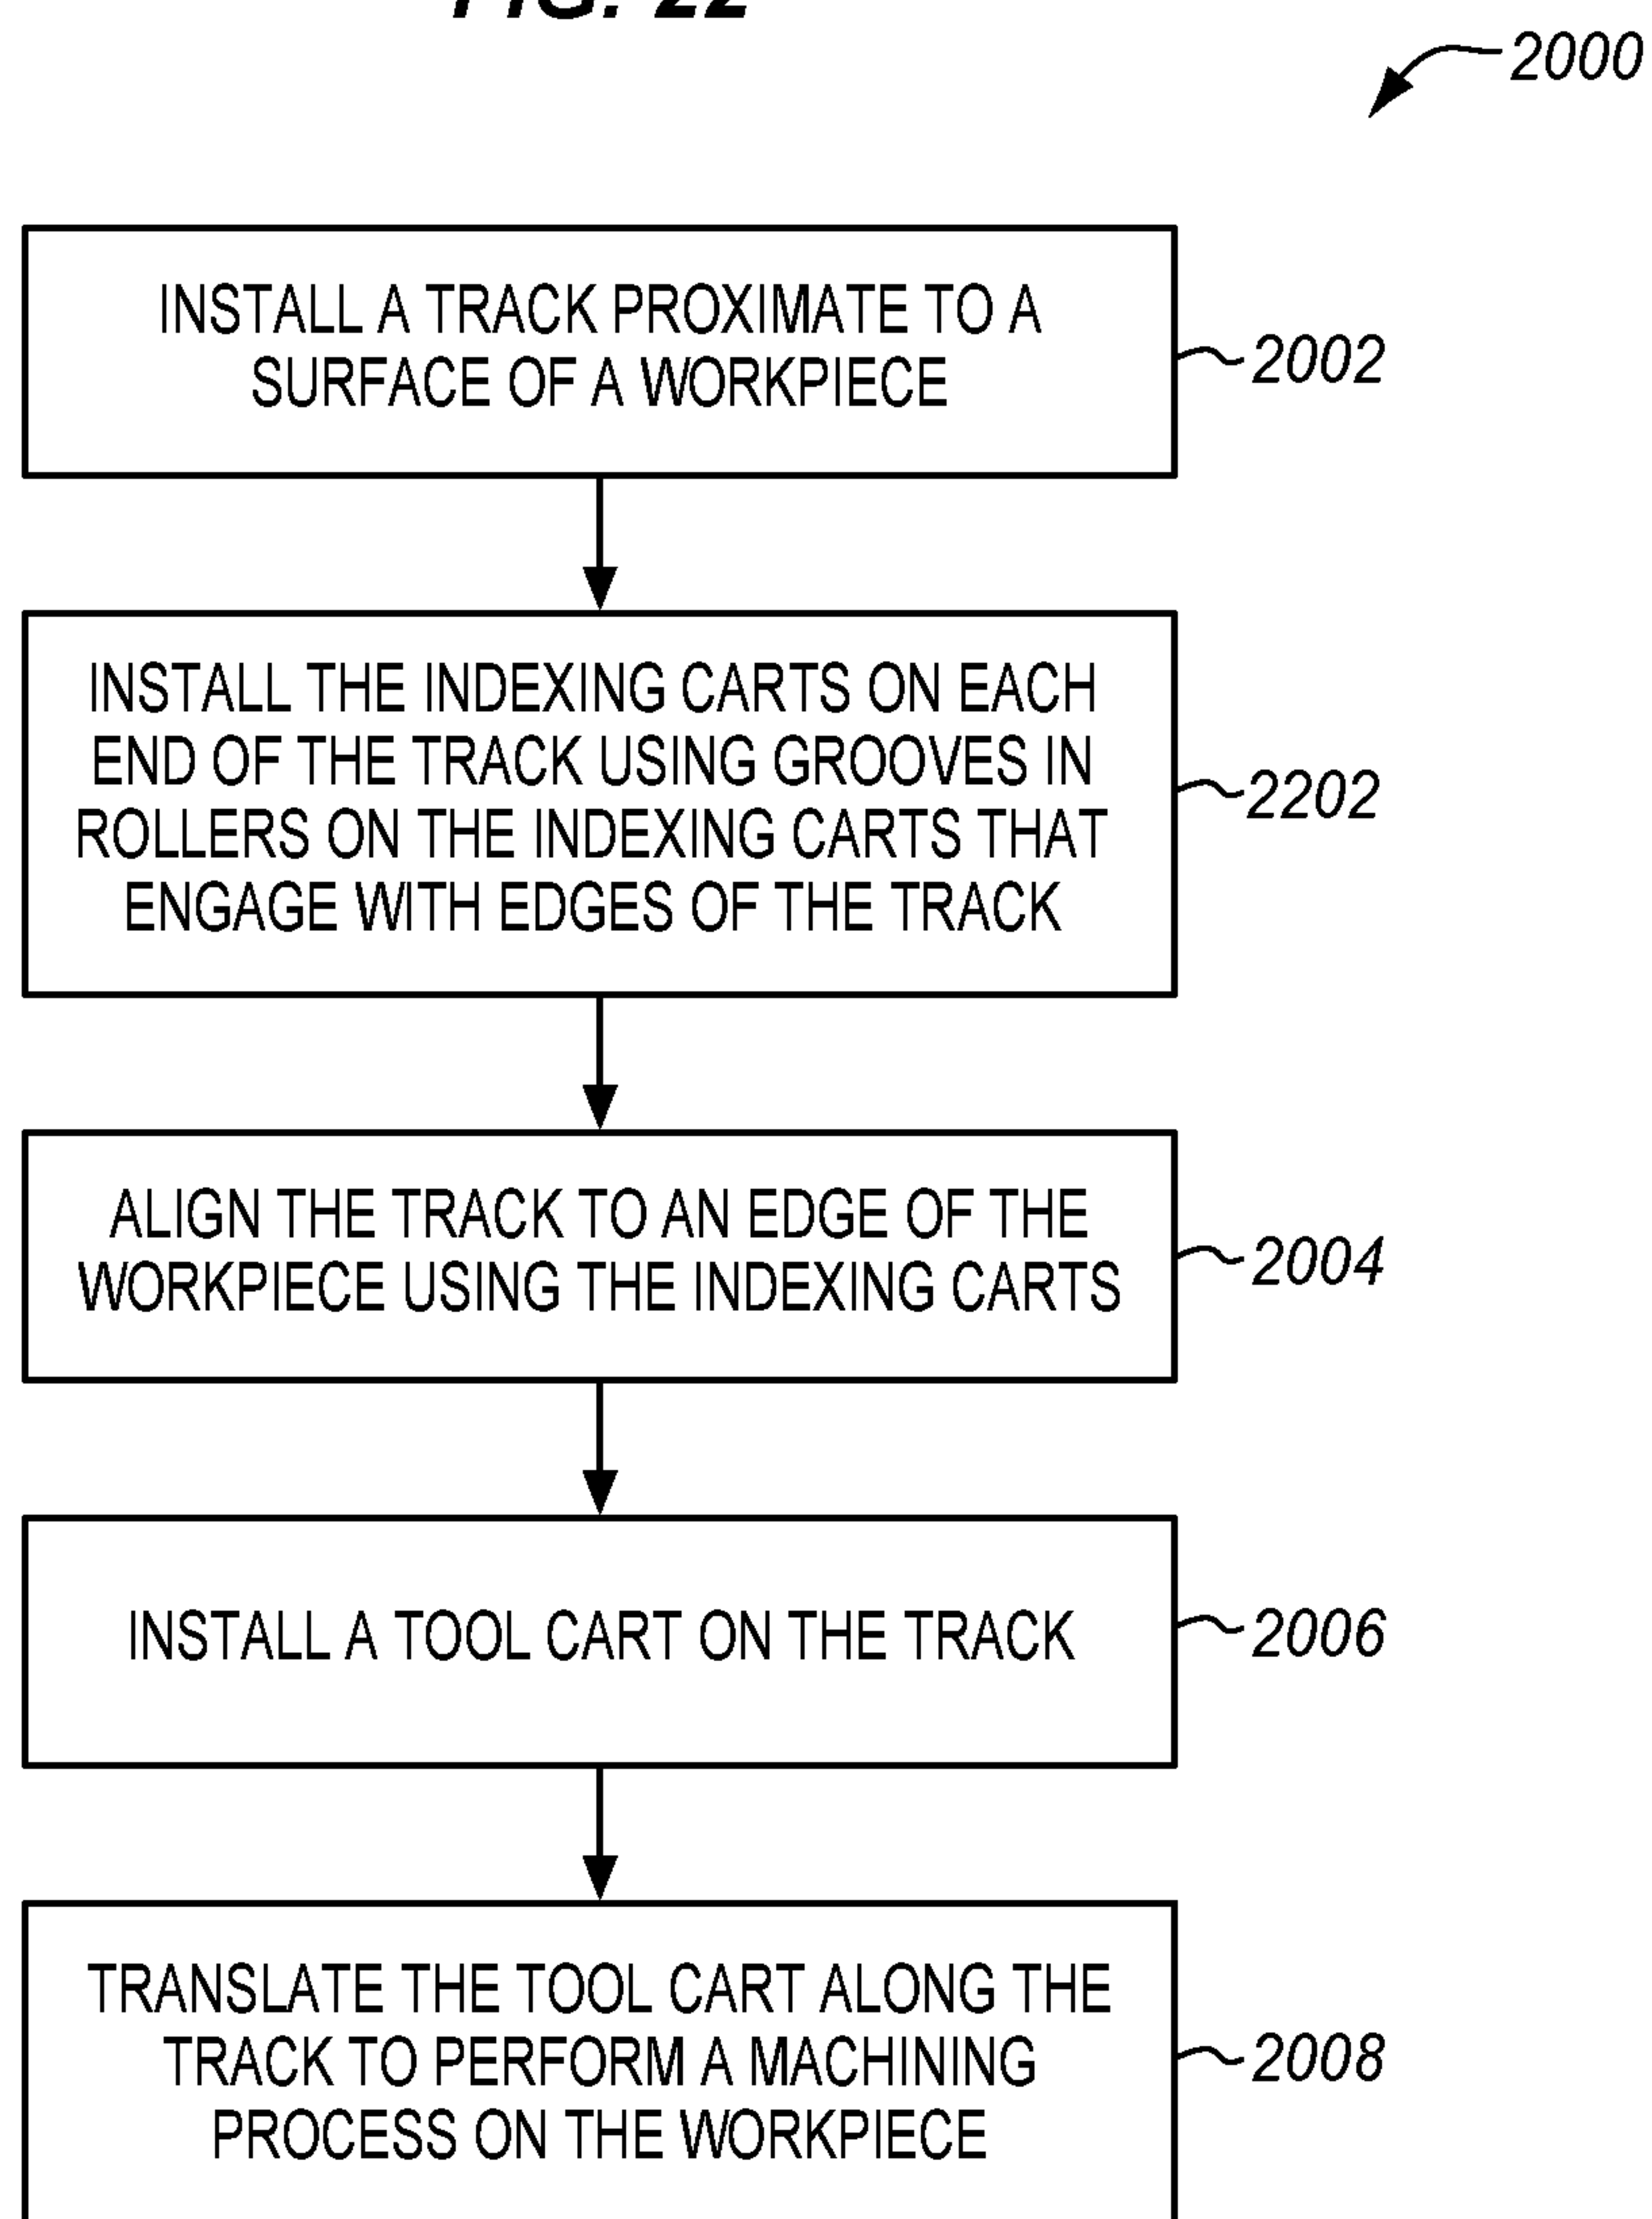 FIG. 22
2000
INSTALL A TRACK PROXIMATE TO A
SURFACE OF A WORKPIECE
2002
INSTALL THE INDEXING CARTS ON EACH
END OF THE TRACK USING GROOVES IN
ROLLERS ON THE INDEXING CARTS THAT
ENGAGE WITH EDGES OF THE TRACK
2202
ALIGN THE TRACK TO AN EDGE OF THE
WORKPIECE USING THE INDEXING CARTS
2004
INSTALL A TOOL CART ON THE TRACK
2006
TRANSLATE THE TOOL CART ALONG THE
TRACK TO PERFORM A MACHINING
PROCESS ON THE WORKPIECE
2008